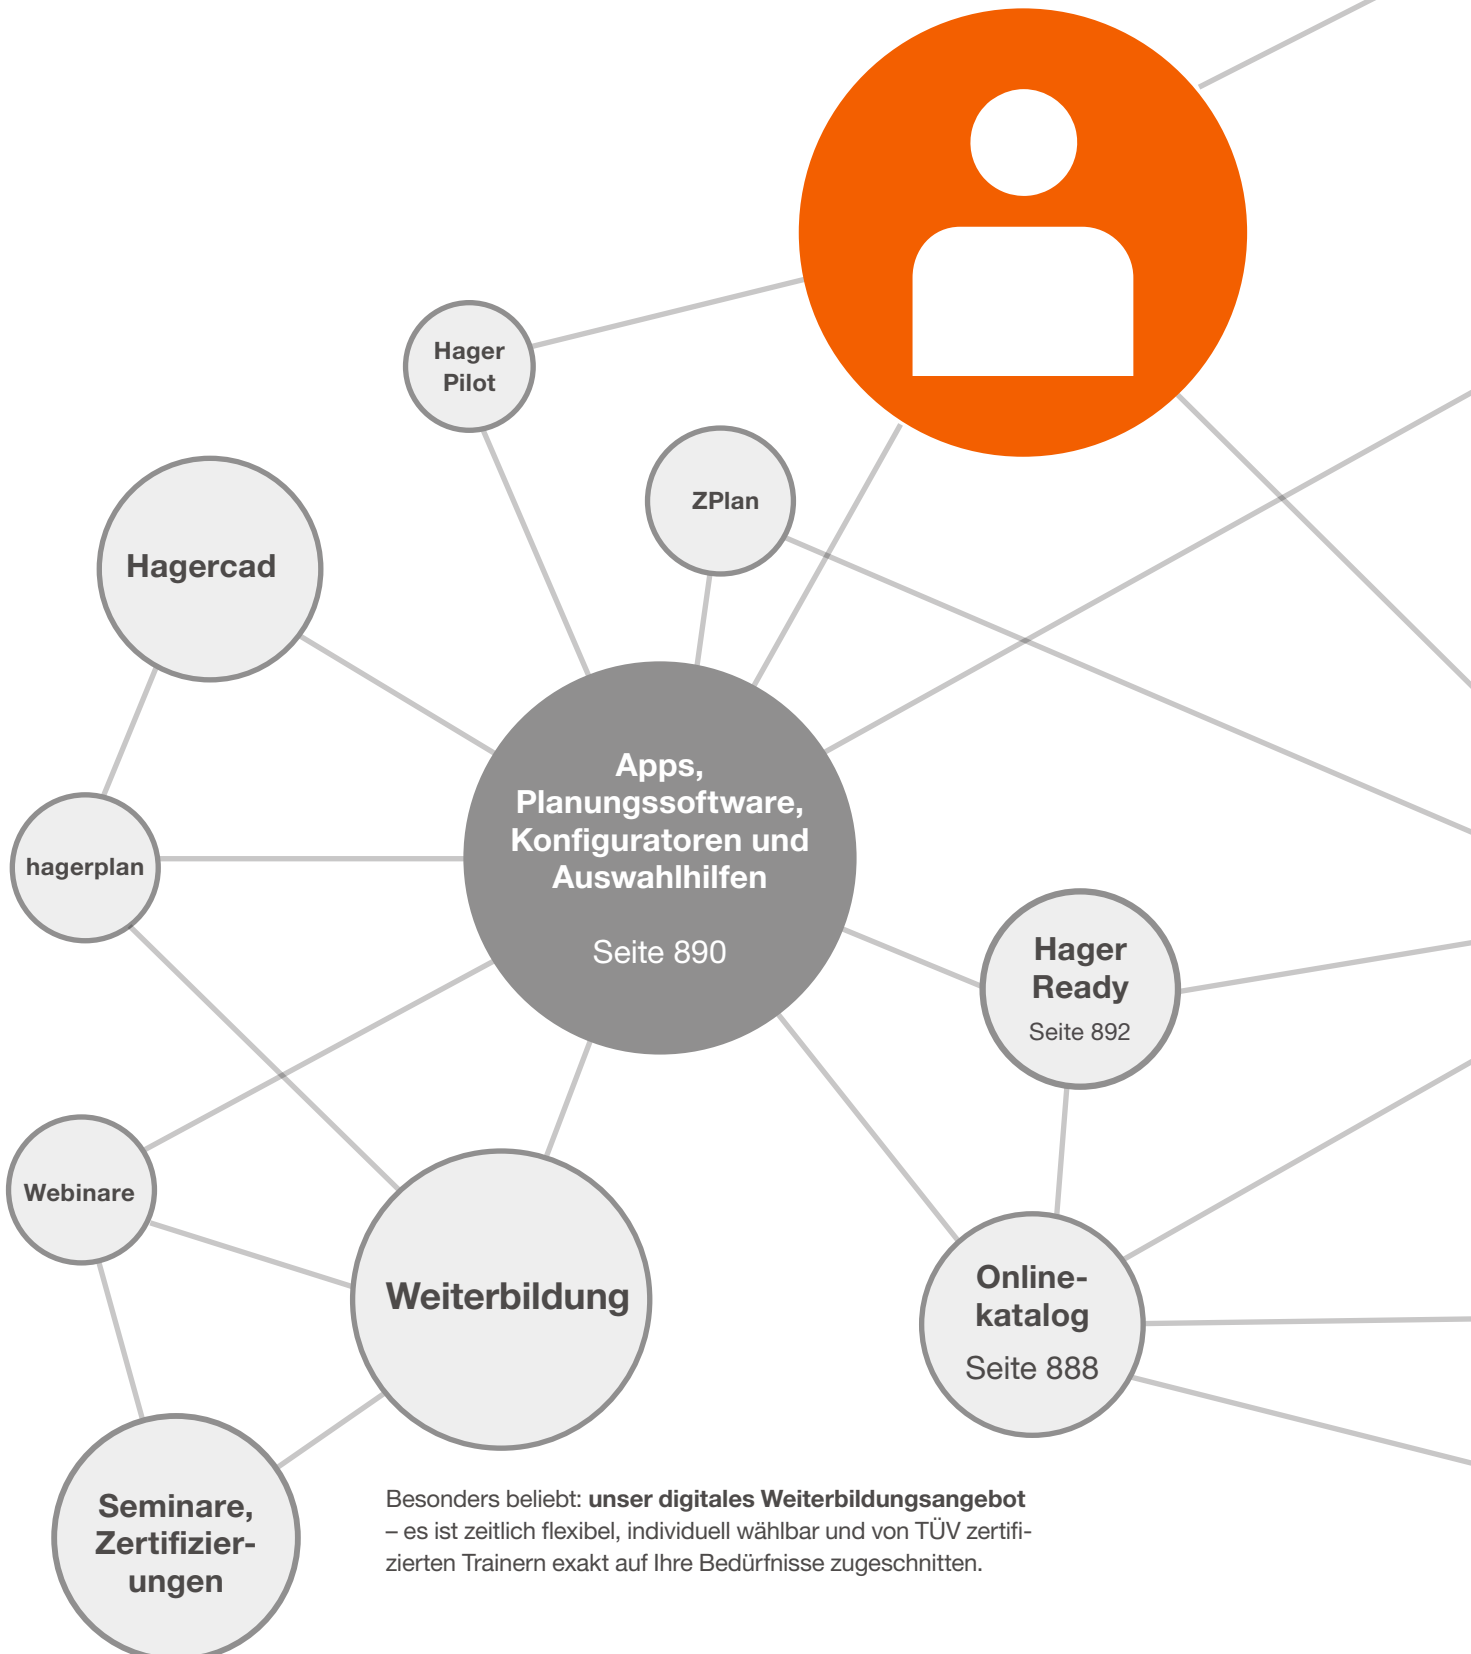 Hager
Pilot
ZPlan
Hagercad
Apps,
Planungssoftware,
Konfiguratoren und
Auswahlhilfen
Seite 890
hagerplan
Hager
Ready
Seite 892
Webinare
Weiterbildung
Online-
katalog
Seite 888
Seminare,
Zertifizier-
ungen
Besonders beliebt: unser digitales Weiterbildungsangebot
– es ist zeitlich flexibel, individuell wählbar und von TÜV zertifi-
zierten Trainern exakt auf Ihre Bedürfnisse zugeschnitten.